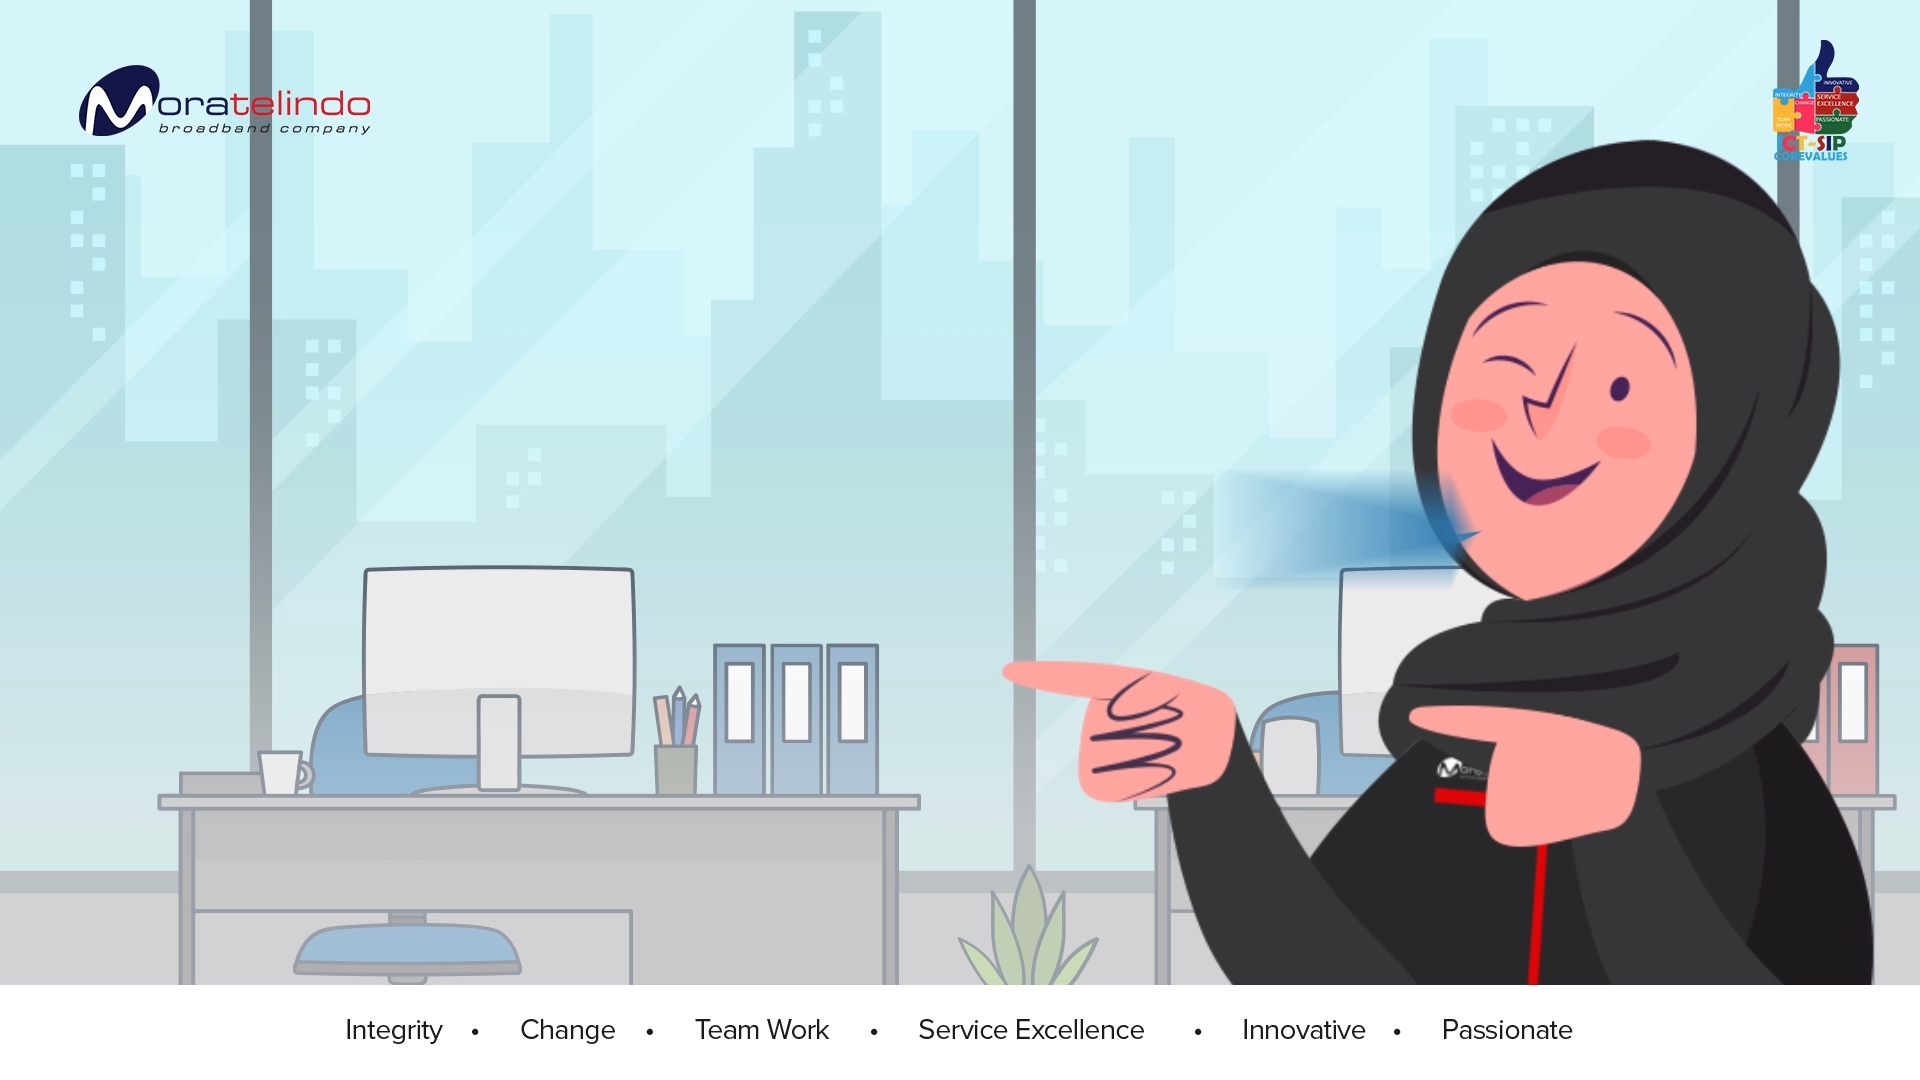 Moratelindo
broadband company
INTEGRITY
INNOVATIVE
CHANGE
SERVICE
EXCELLENCE
TEAM
WORK
PASSIONATE
ICT-SIP
COREVALUES
Integrity • Change • Team Work • Service Excellence • Innovative • Passionate